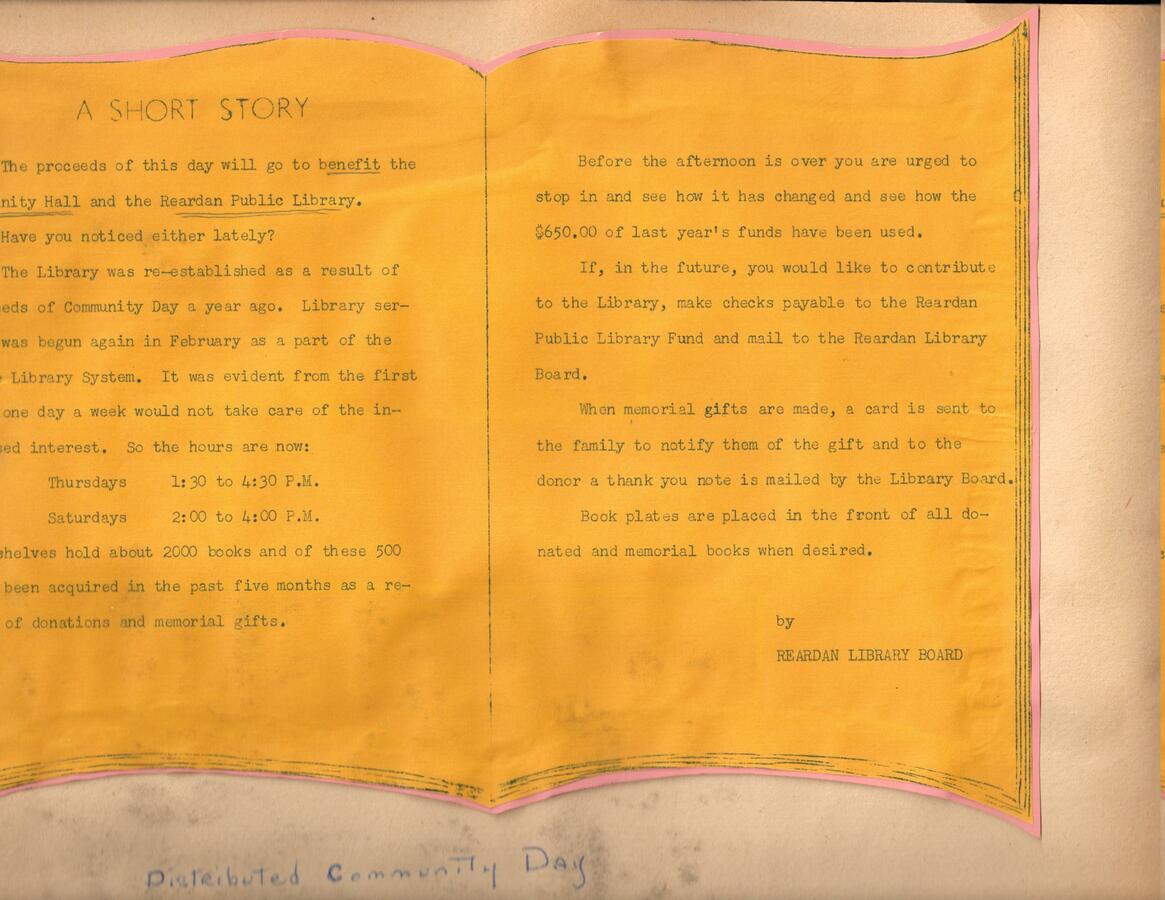 A SHORT STORY
The proceeds of this day will go to benefit the
nity Hall and the Reardan Public Library.
Have you noticed either lately?
The Library was re-established as a result of
eds of Community Day a year ago. Library ser-
was begun again in February as a part of the
Library System. It was evident from the first
one day a week would not take care of the in-
sed interest. So the hours are now:
Thursdays 1:30 to 4:30 P.M.
Saturdays 2:00 to 4:00 P.M.
shelves hold about 2000 books and of these 500
been acquired in the past five months as a re-
of donations and memorial gifts.
Before the afternoon is over you are urged to
stop in and see how it has changed and see how the
$650.00 of last year's funds have been used.
If, in the future, you would like to contribute
to the Library, make checks payable to the Reardan
Public Library Fund and mail to the Reardan Library
Board.
When memorial gifts are made, a card is sent to
the family to notify them of the gift and to the
donor a thank you note is mailed by the Library Board.
Book plates are placed in the front of all do-
nated and memorial books when desired.
by
REARDAN LIBRARY BOARD
Distributed Community Day